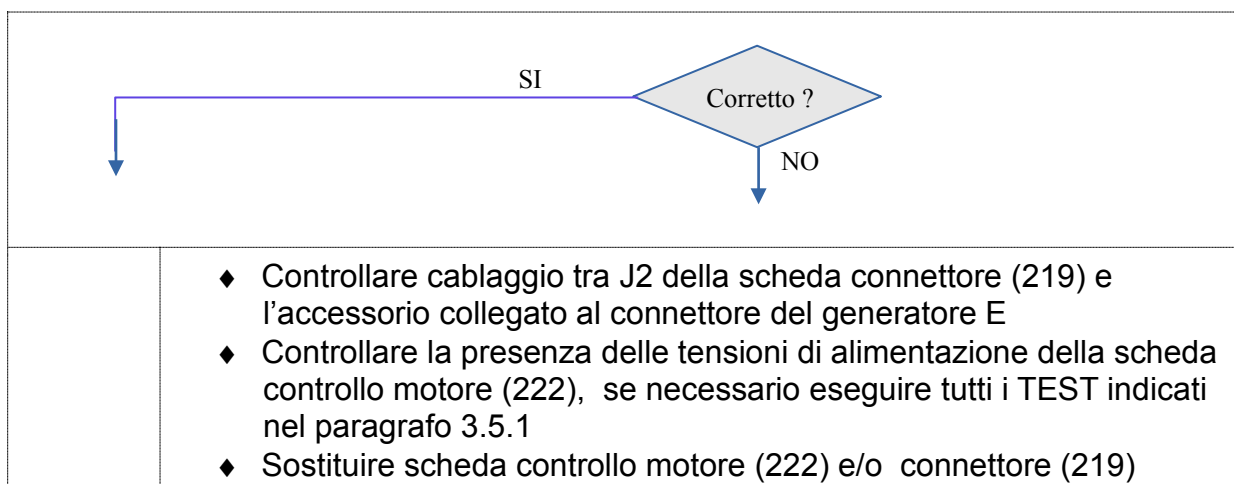 SI
Corretto ?
NO
♦ Controllare cablaggio tra J2 della scheda connettore (219) e
l’accessorio collegato al connettore del generatore E
♦ Controllare la presenza delle tensioni di alimentazione della scheda
controllo motore (222), se necessario eseguire tutti i TEST indicati
nel paragrafo 3.5.1
♦ Sostituire scheda controllo motore (222) e/o connettore (219)